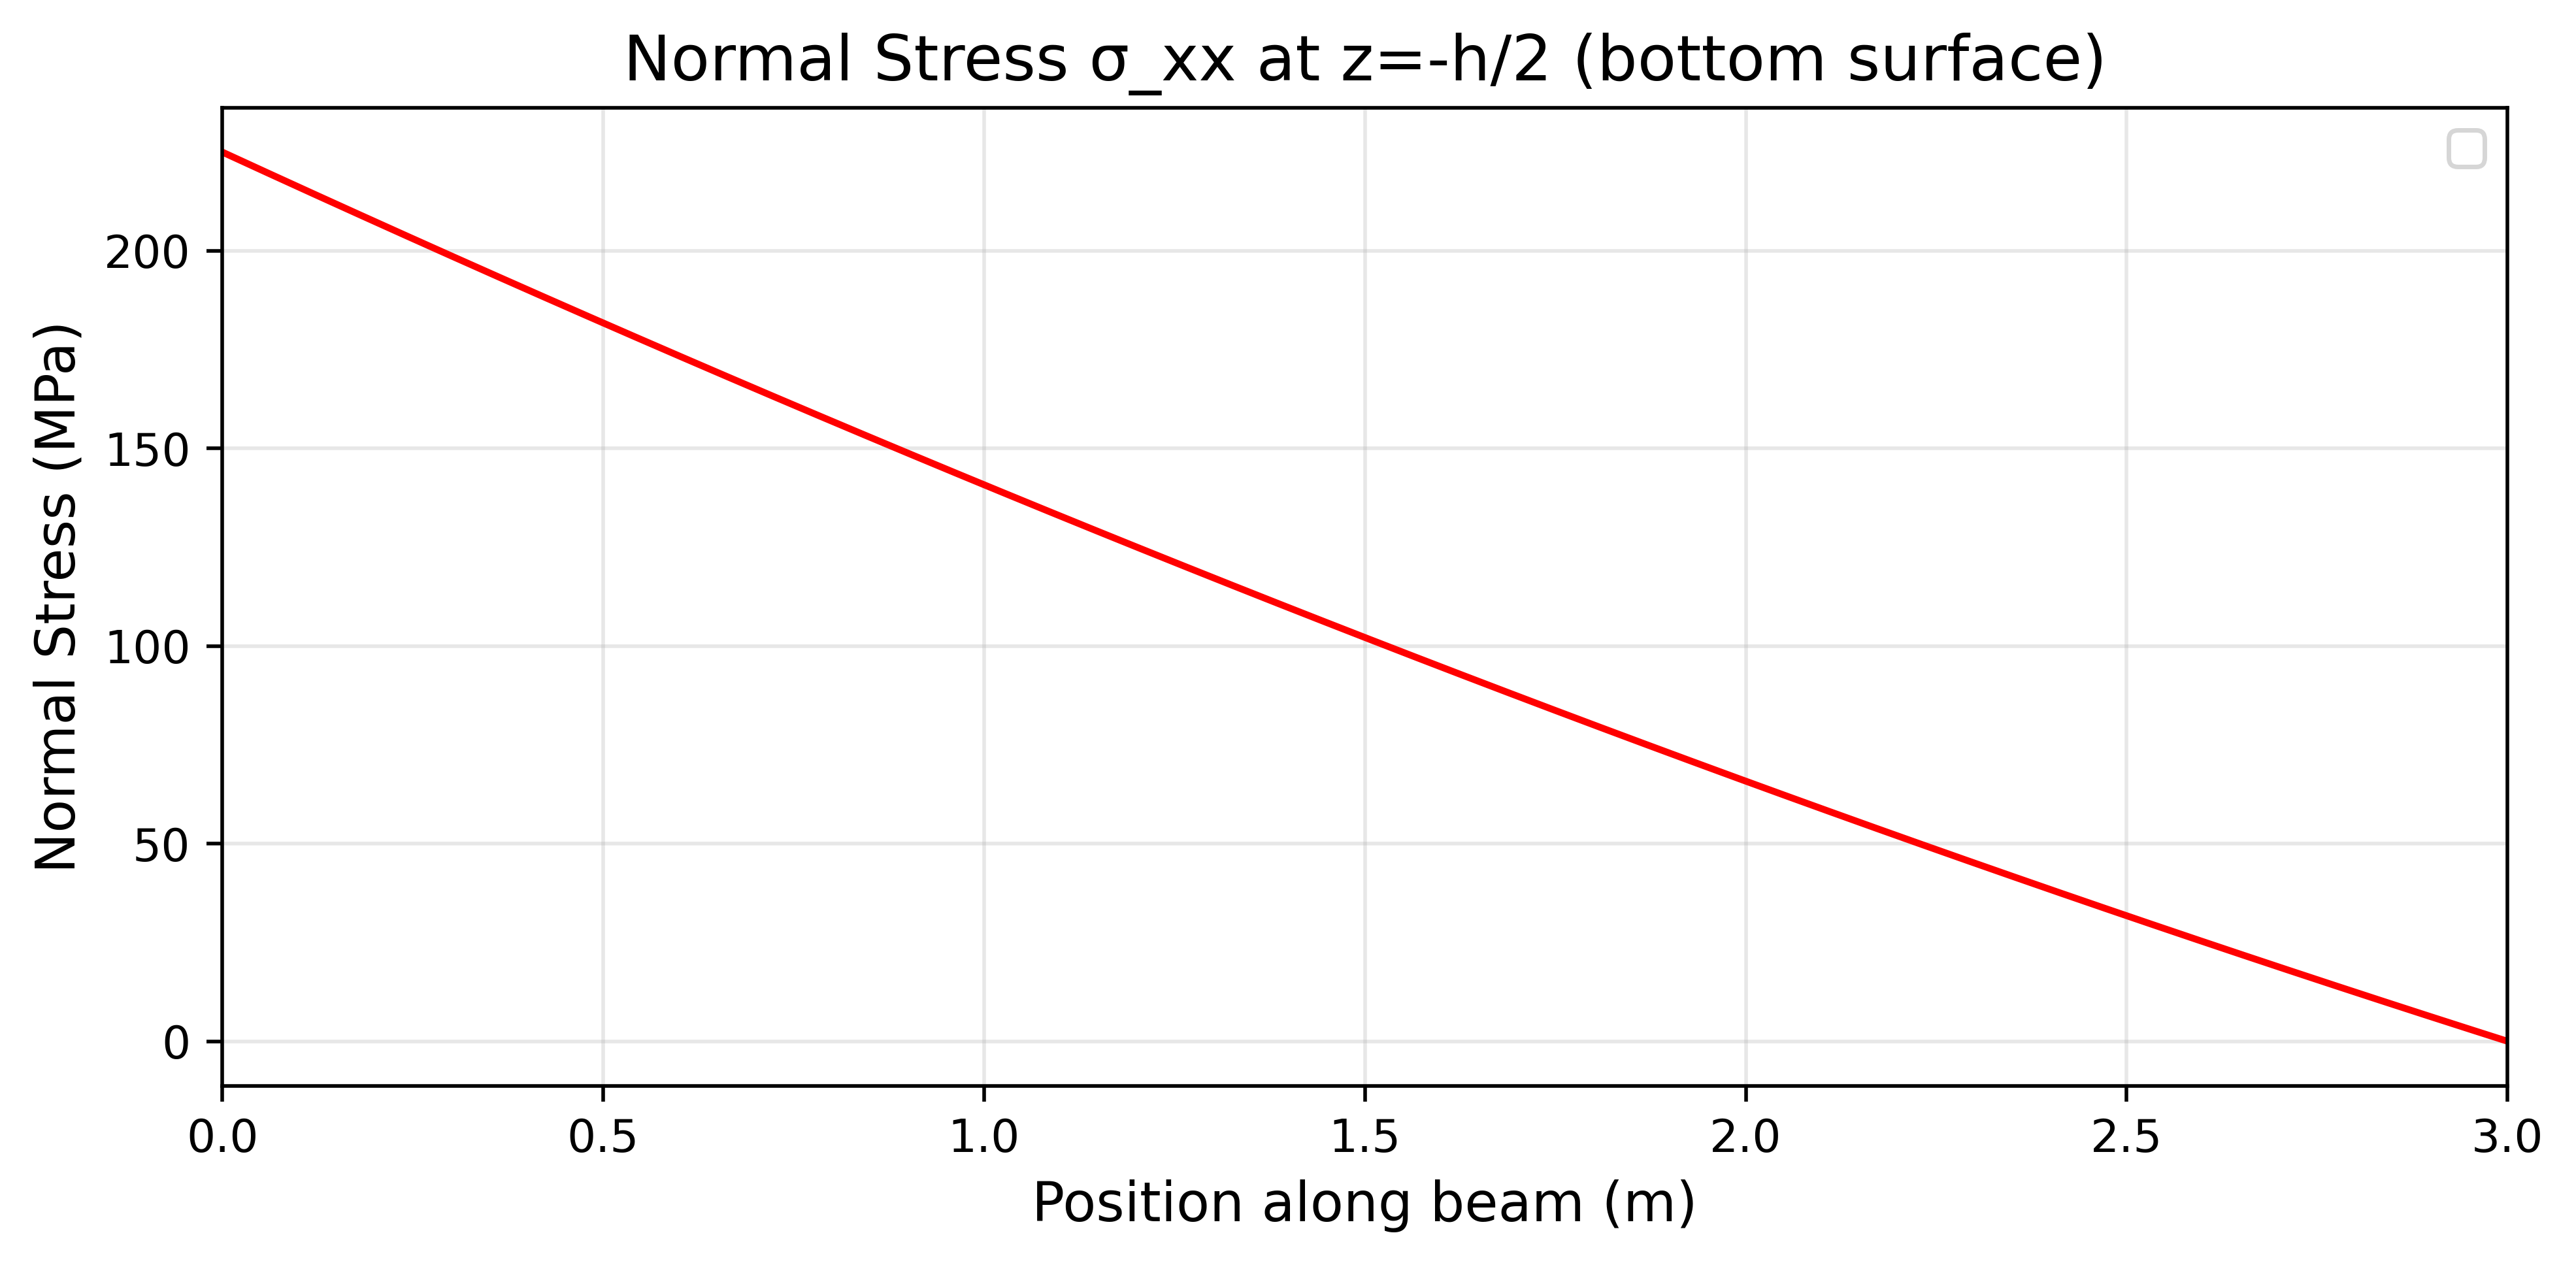 Normal Stress σ_xx at z=-h/2 (bottom surface)
Normal Stress (MPa)
200
150
100
50
0
0.0 0.5 1.0 1.5 2.0 2.5 3.0
Position along beam (m)